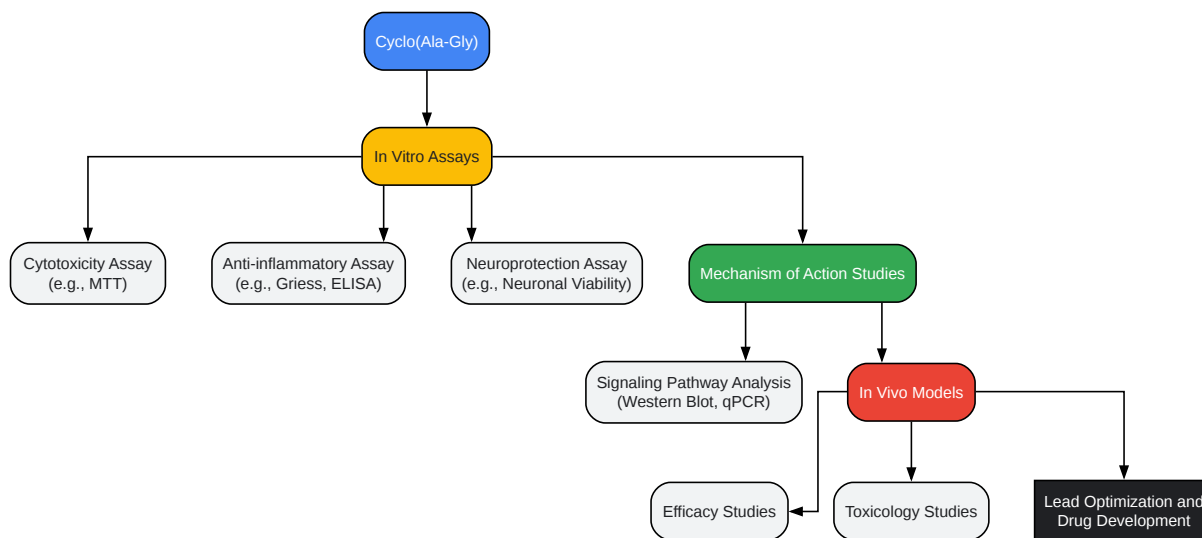 Cyclo(Ala-Gly)
In Vitro Assays
Cytotoxicity Assay
(e.g., MTT)
Anti-inflammatory Assay
(e.g., Griess, ELISA)
Neuroprotection Assay
(e.g., Neuronal Viability)
Mechanism of Action Studies
Signaling Pathway Analysis
(Western Blot, qPCR)
In Vivo Models
Efficacy Studies
Toxicology Studies
Lead Optimization and
Drug Development